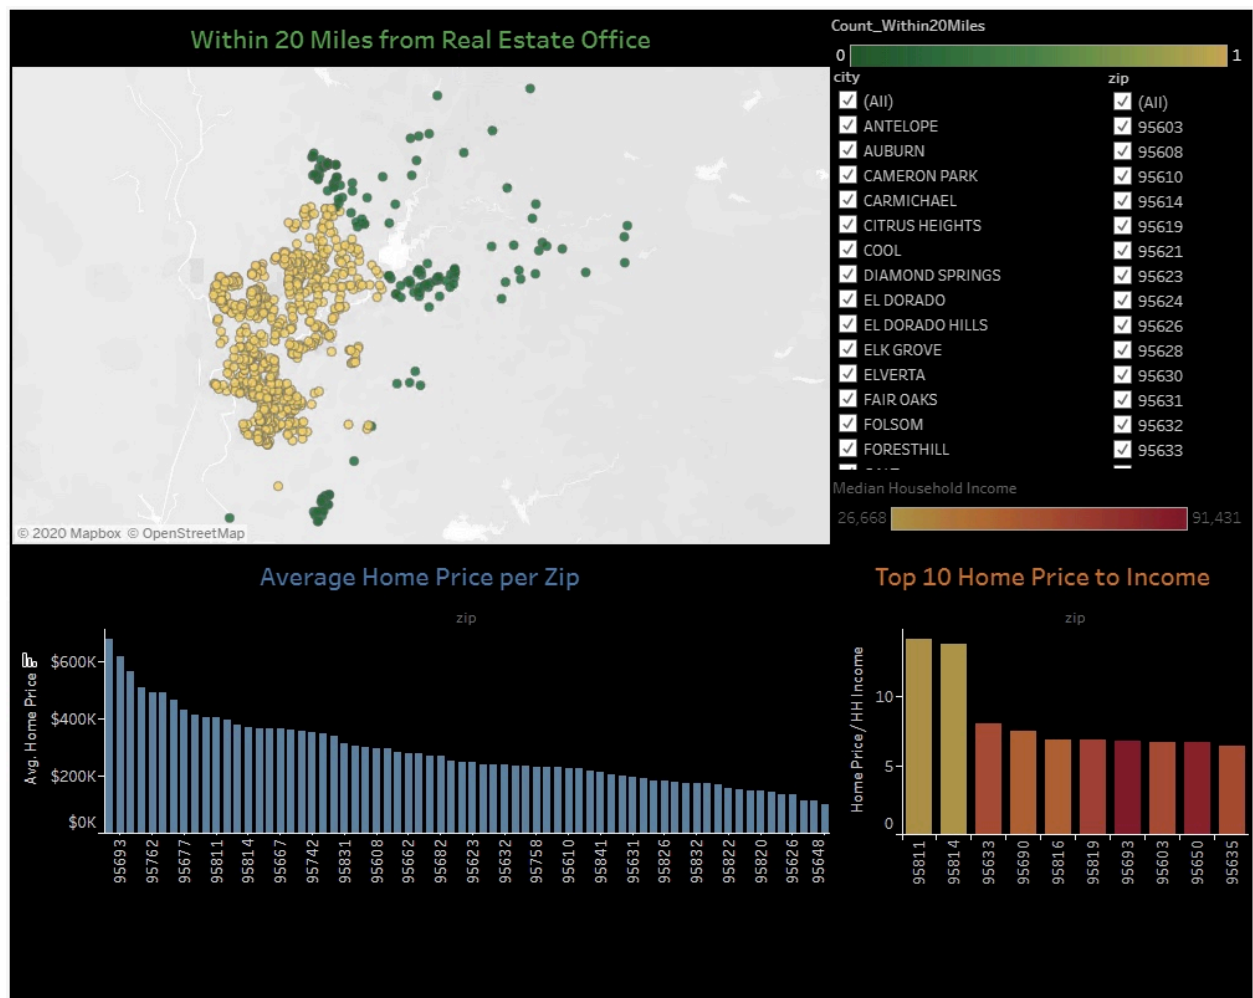 Within 20 Miles from Real Estate Office
Count_Within20Miles
0 1
city zip
(All) (All)
ANTELOPE 95603
AUBURN 95608
CAMERON PARK 95610
CARMICHAEL 95614
CITRUS HEIGHTS 95619
COOL 95621
DIAMOND SPRINGS 95623
EL DORADO 95624
EL DORADO HILLS 95626
ELK GROVE 95628
ELVERTA 95630
FAIR OAKS 95631
FOLSOM 95632
FORESTHILL 95633
Median Household Income
26,668 91,431
© 2020 Mapbox © OpenStreetMap
Average Home Price per Zip
zip
Avg. Home Price
$600K
$400K
$200K
$0K
95693 95762 95677 95811 95814 95667 95742 95831 95608 95662 95682 95623 95632 95758 95610 95841 95631 95826 95832 95822 95820 95626 95648
Top 10 Home Price to Income
zip
Home Price / HH Income
10
5
0
95811 95814 95633 95690 95816 95819 95693 95603 95650 95635